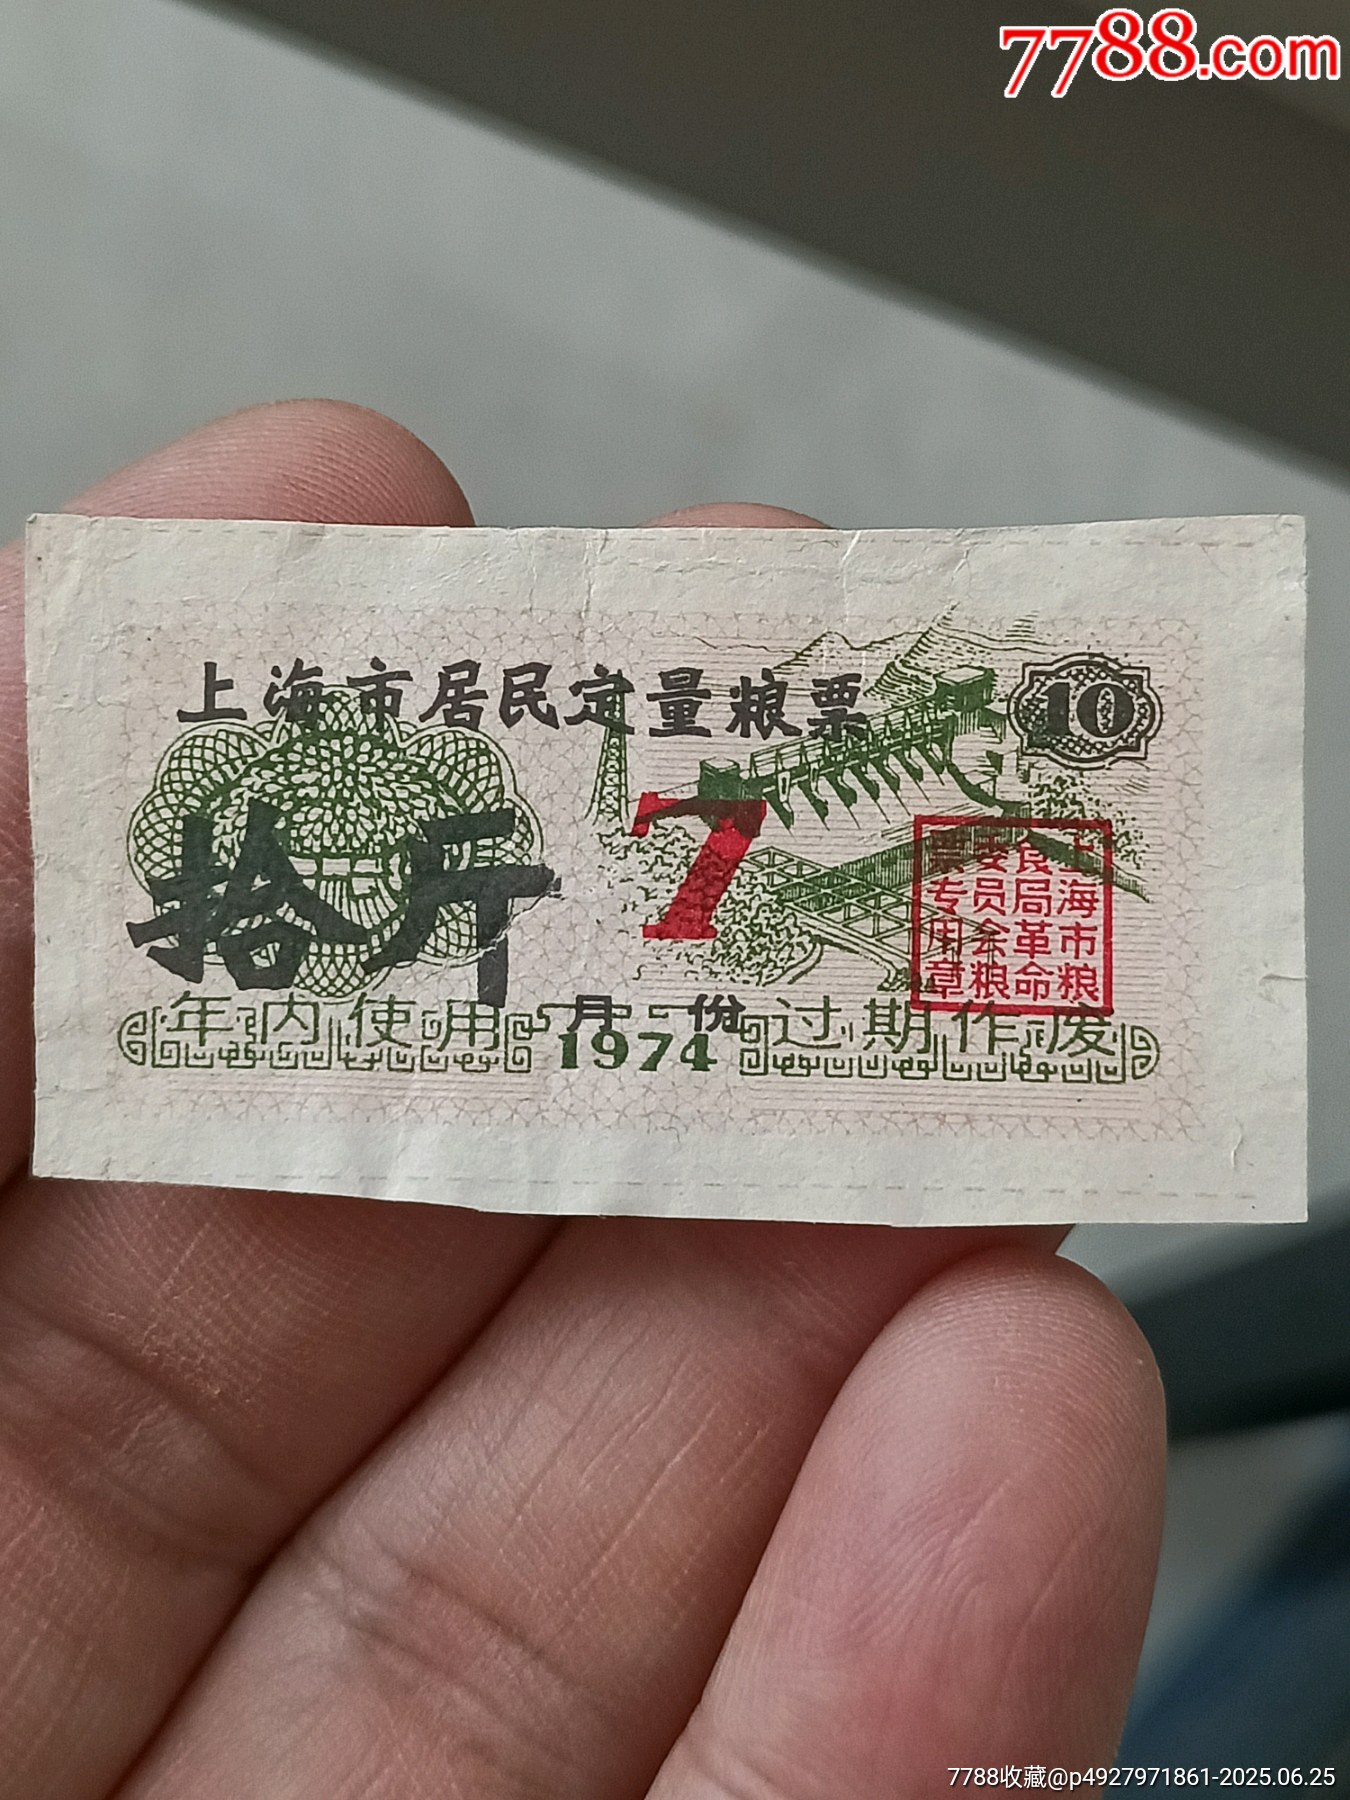 7788.com
上海市居民定量粮票
10
拾斤
7
上海市粮
食局革命
委员会粮
票专用章
月份
年内使用 1974 过期作废
7788收藏@p4927971861-2025.06.25